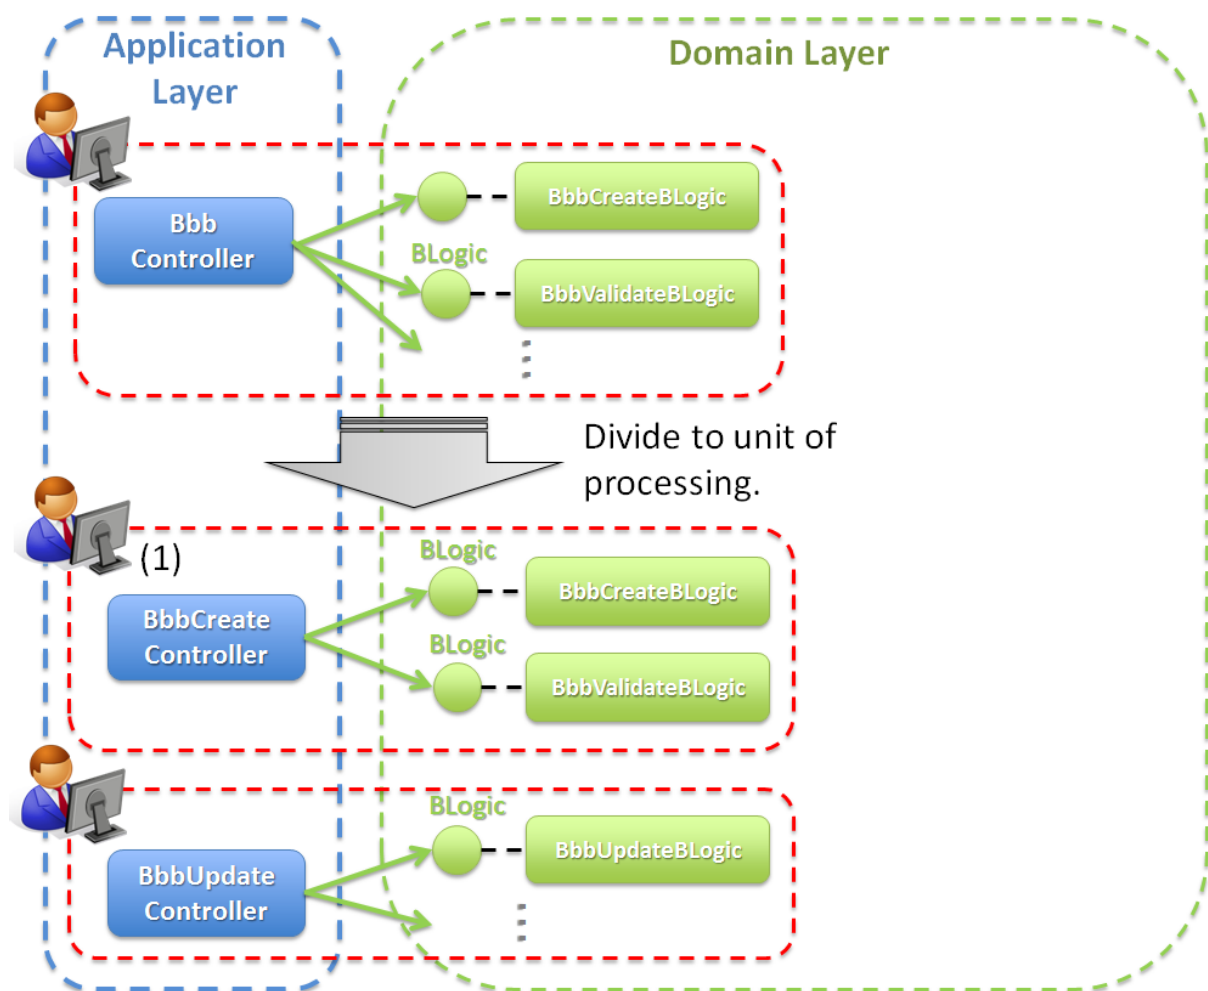 Application
Layer
Domain Layer
Bbb
Controller
BbbCreateBLogic
BLogic
BbbValidateBLogic
Divide to unit of
processing.
(1)
BLogic
BbbCreate
Controller
BbbCreateBLogic
BLogic
BbbValidateBLogic
BLogic
BbbUpdate
Controller
BbbUpdateBLogic